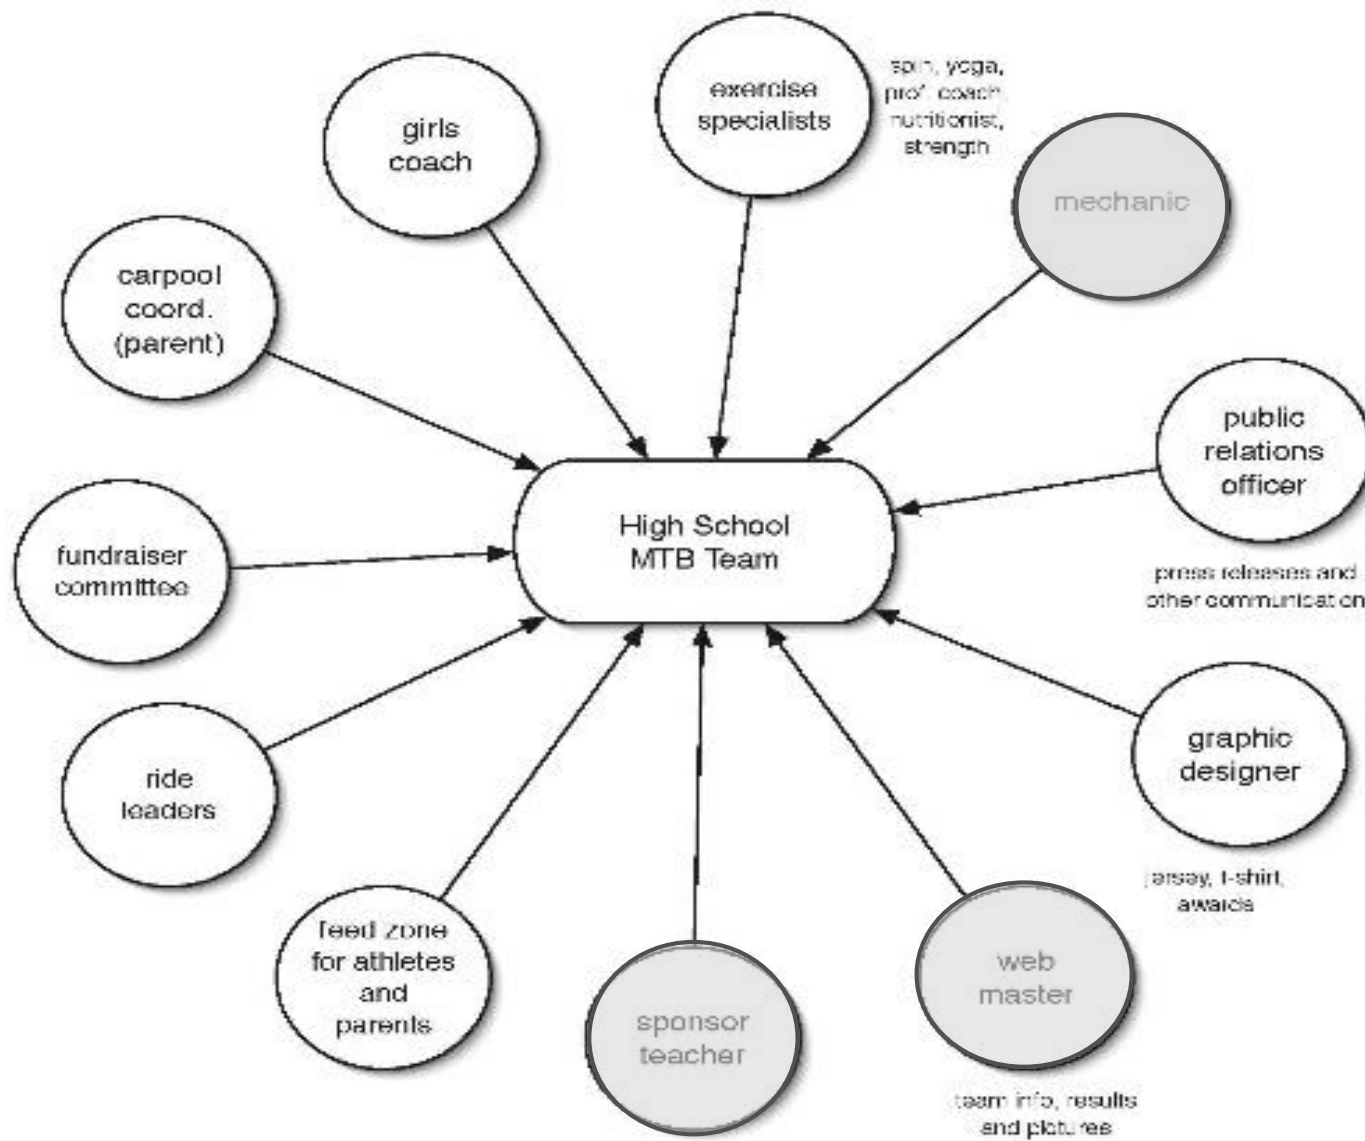 exercise
specialists
spin, yoga,
prof. coach,
nutritionist,
strength
girls
coach
mechanic
carpool
coord.
(parent)
public
relations
officer
press releases and
other communication
High School
MTB Team
fundraiser
committee
graphic
designer
jersey, t-shirt,
awards
ride
leaders
feed zone
for athletes
and
parents
sponsor
teacher
web
master
team info, results
and pictures